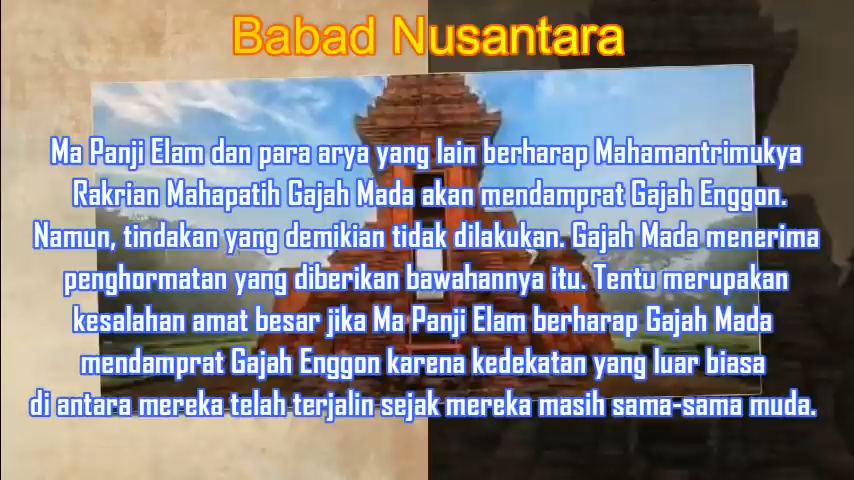 Babad Nusantara
Ma Panji Elam dan para arya yang lain berharap Mahamantrimukya
Rakrian Mahapatih Gajah Mada akan mendamprat Gajah Enggon.
Namun, tindakan yang demikian tidak dilakukan. Gajah Mada menerima
penghormatan yang diberikan bawahannya itu. Tentu merupakan
kesalahan amat besar jika Ma Panji Elam berharap Gajah Mada
mendamprat Gajah Enggon karena kedekatan yang luar biasa
di antara mereka telah terjalin sejak mereka masih sama-sama muda.